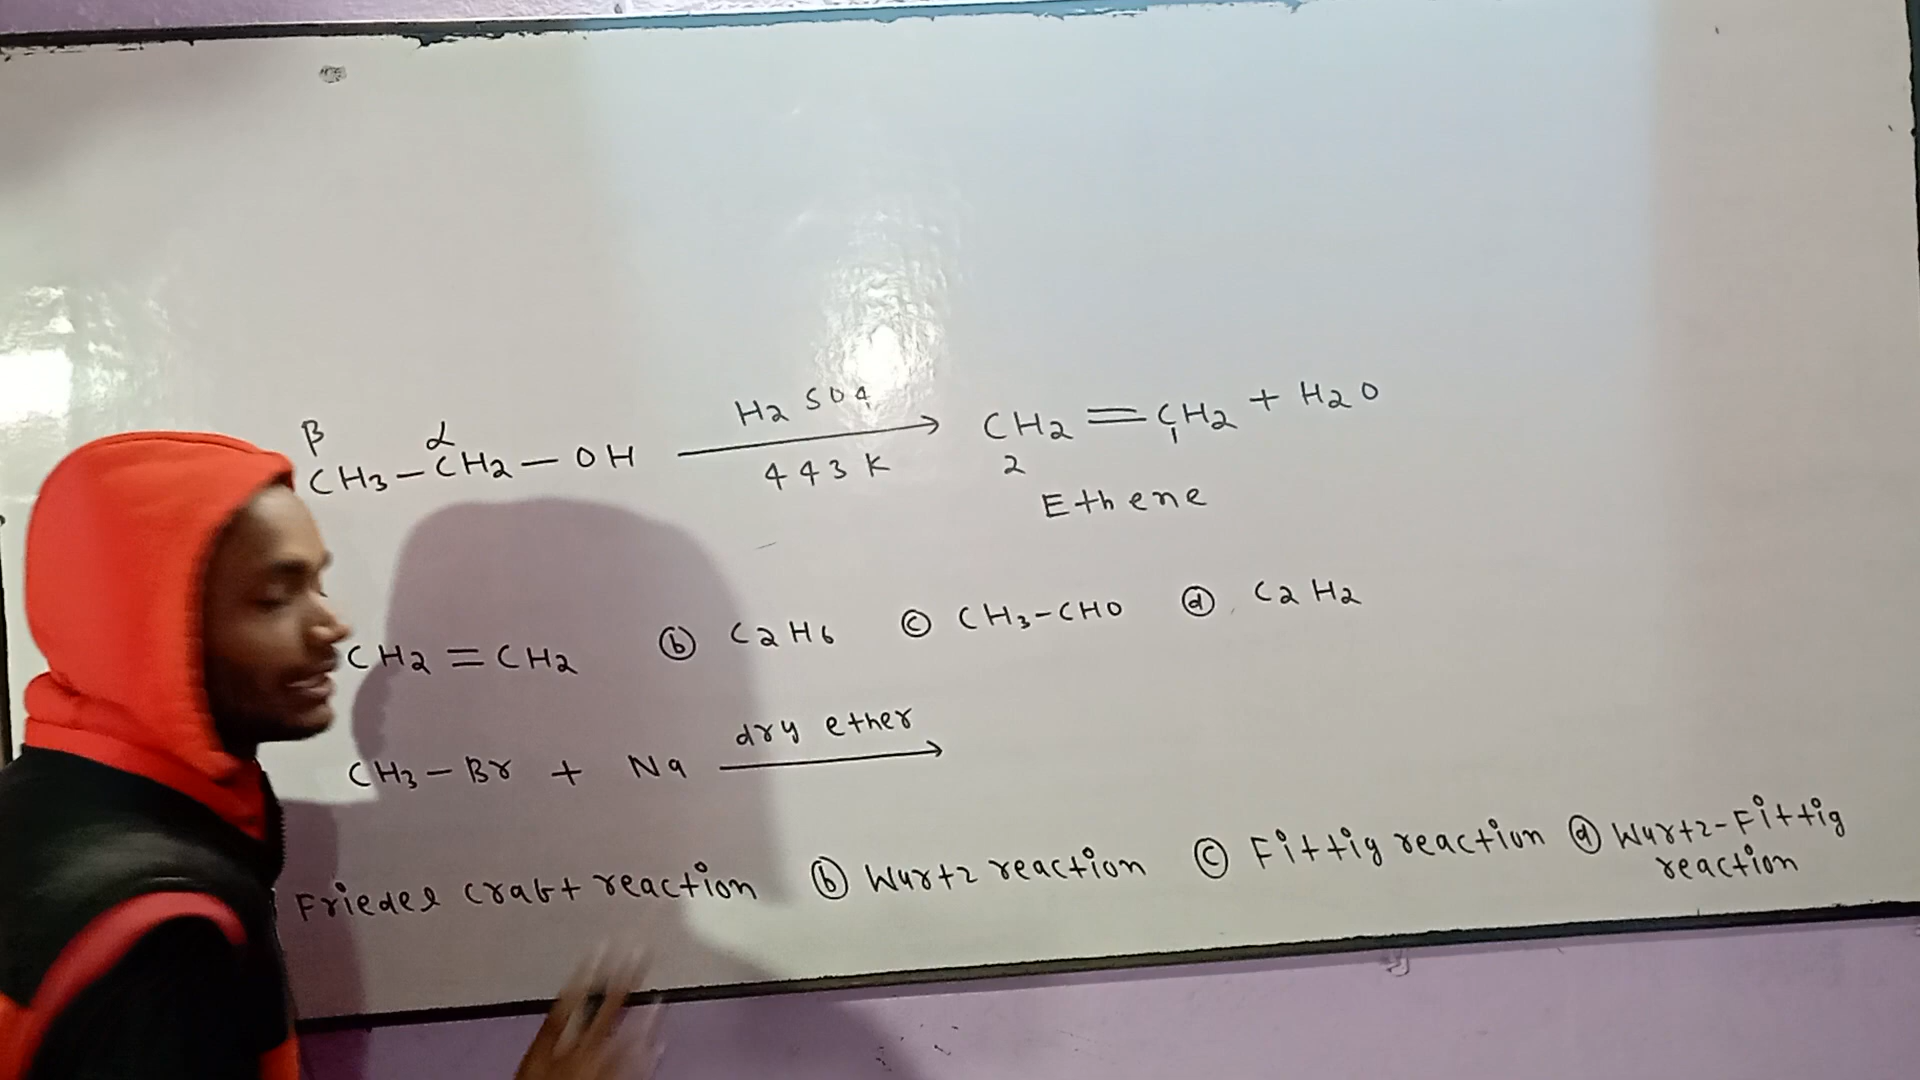 β α
CH3-CH2-OH H2SO4 443K CH2=CH2 + H2O
2 1
Ethene
CH2=CH2 (b) C2H6 (c) CH3-CHO (d) C2H2
CH3-Br + Na dry ether
Friedel Craft reaction (b) Wurtz reaction (c) Fittig reaction (d) Wurtz-Fittig
reaction